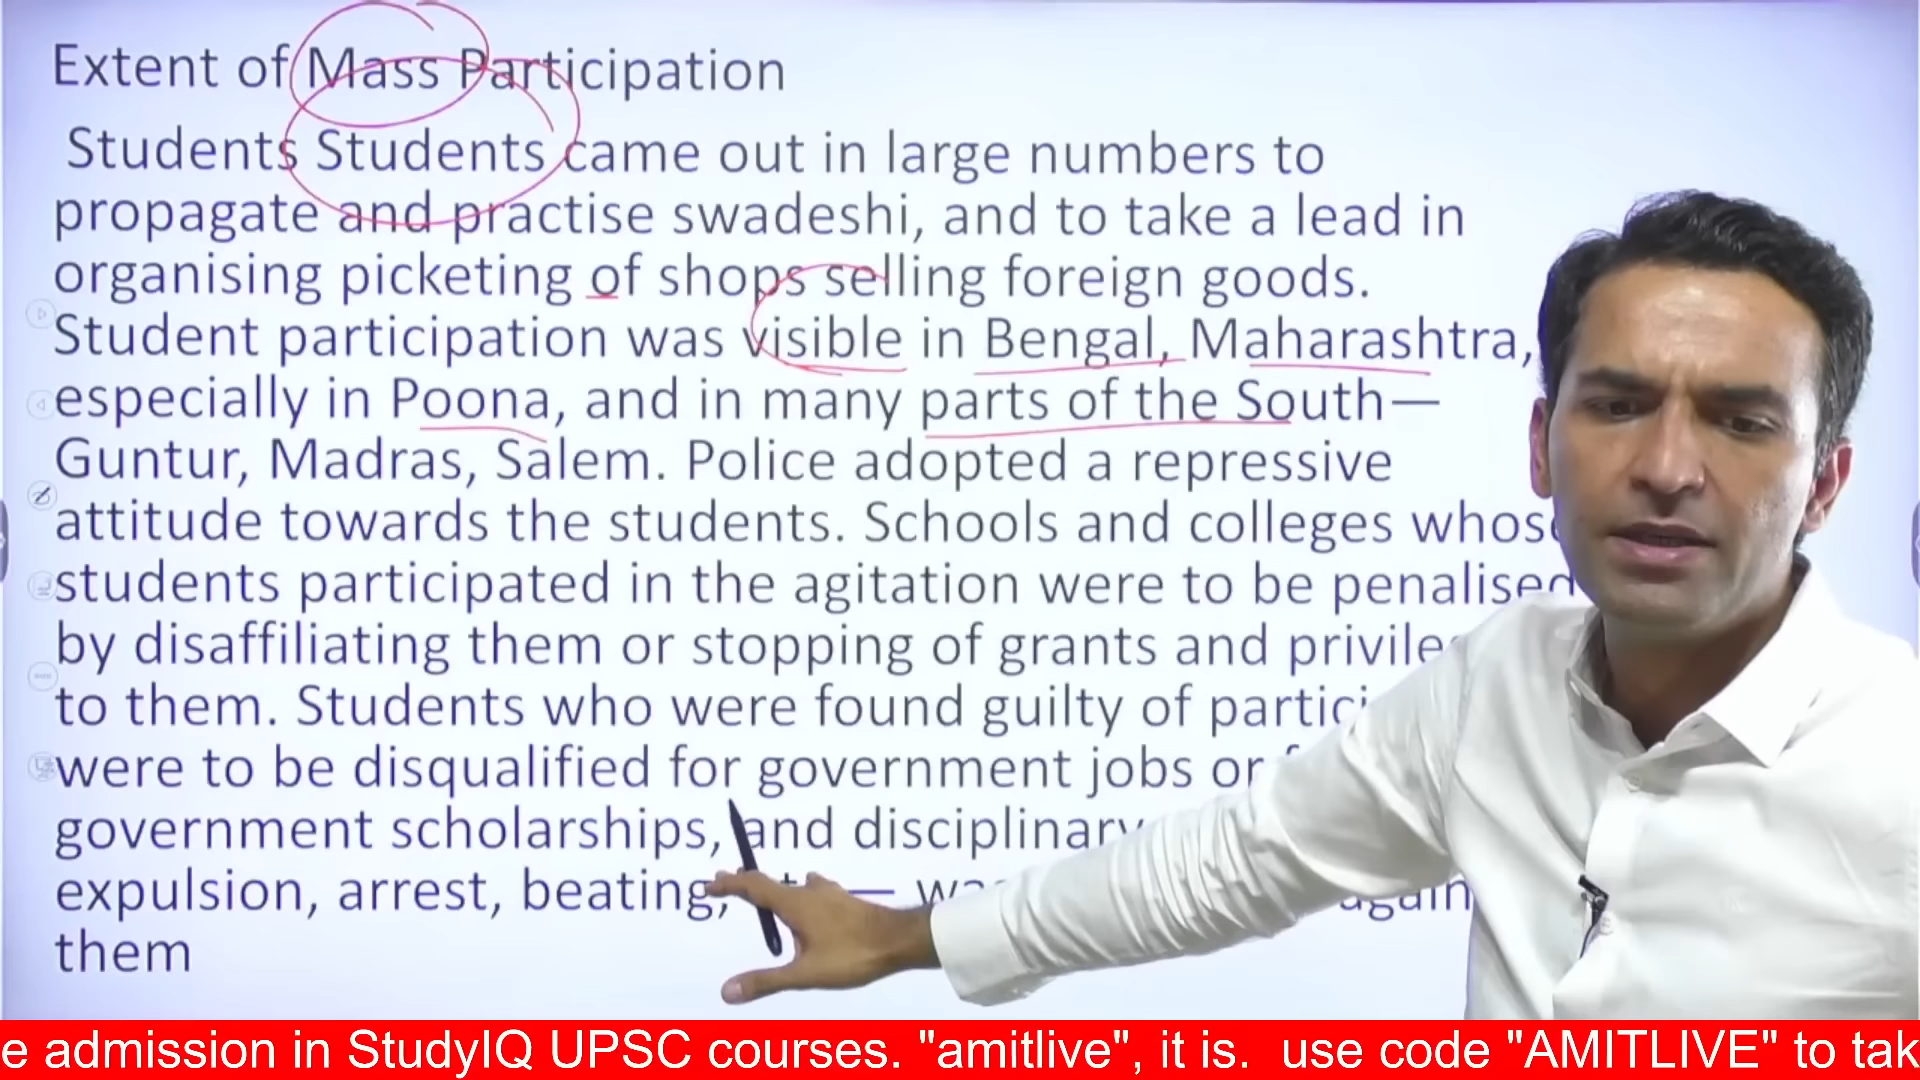 Extent of Mass Participation
Students Students came out in large numbers to
propagate and practise swadeshi, and to take a lead in
organising picketing of shops selling foreign goods.
Student participation was visible in Bengal, Maharashtra,
especially in Poona, and in many parts of the South—
Guntur, Madras, Salem. Police adopted a repressive
attitude towards the students. Schools and colleges whose
students participated in the agitation were to be penalised
by disaffiliating them or stopping of grants and
to them. Students who were found guilty of
were to be disqualified for government jobs or
government scholarships, and disciplinary
expulsion, arrest, beating, —
them
e admission in StudyIQ UPSC courses. "amitlive", it is. use code "AMITLIVE" to tak